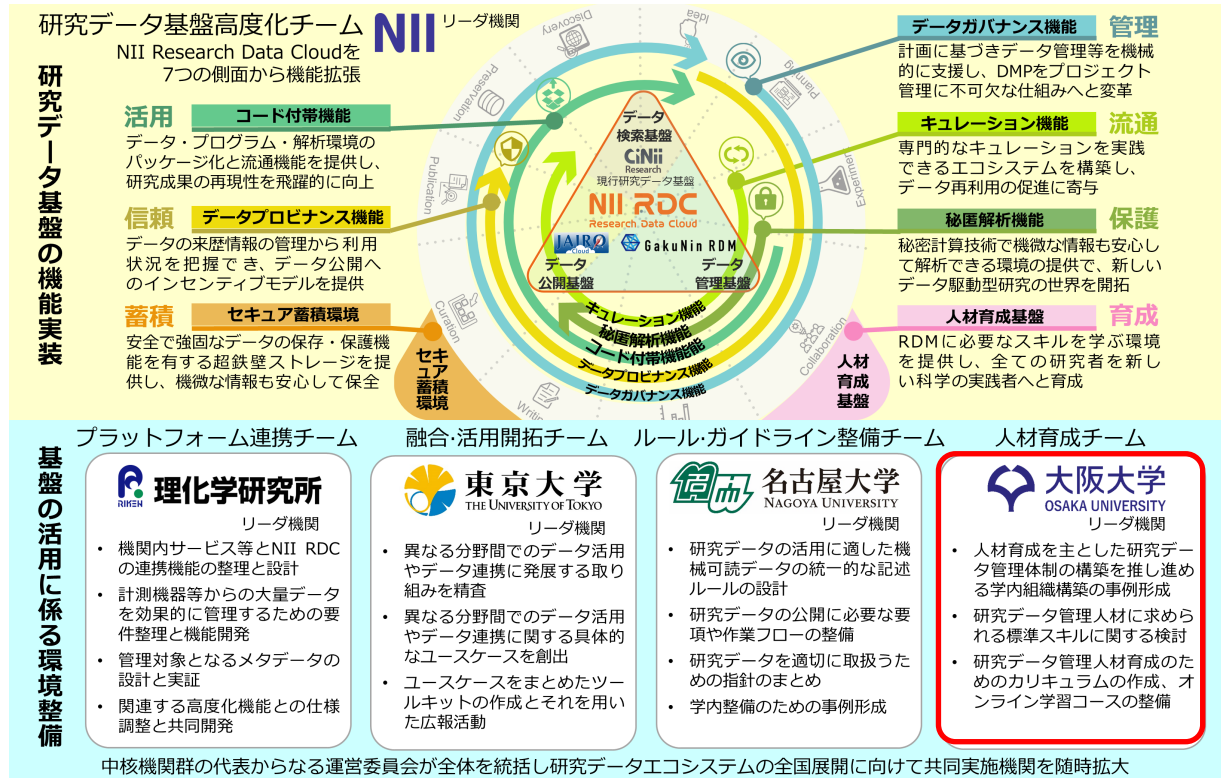 研究データ基盤高度化チーム
NII
リーダ機関
NII Research Data Cloudを
7つの側面から機能拡張
研究データ基盤の機能実装
活用
コード付帯機能
データ・プログラム・解析環境の
パッケージ化と流通機能を提供し、
研究成果の再現性を飛躍的に向上
信頼
データプロビナンス機能
データの来歴情報の管理から利用
状況を把握でき、データ公開へ
のインセンティブモデルを提供
蓄積
セキュア蓄積環境
安全で強固なデータの保存・保護機
能を有する超鉄壁ストレージを提
供し、機微な情報も安心して保全
Discovery
Idea
Planning
Experiment
Collaboration
Writing
Curation
Publication
Preservation
データ
検索基盤
CiNii
Research
現行研究データ基盤
NII RDC
Research Data Cloud
JAIRO
Cloud
GakuNin RDM
データ
公開基盤
データ
管理基盤
キュレーション機能
秘匿解析機能
コード付帯機能能
データプロビナンス機能
データガバナンス機能
セキュア蓄積環境
人材
育成
基盤
データガバナンス機能
管理
計画に基づきデータ管理等を機械
的に支援し、DMPをプロジェクト
管理に不可欠な仕組みへと変革
キュレーション機能
流通
専門的なキュレーションを実践
できるエコシステムを構築し、
データ再利用の促進に寄与
秘匿解析機能
保護
秘密計算技術で機微な情報も安心し
て解析できる環境の提供で、新しい
データ駆動型研究の世界を開拓
人材育成基盤
育成
RDMに必要なスキルを学ぶ環境
を提供し、全ての研究者を新し
い科学の実践者へと育成
基盤の活用に係る環境整備
プラットフォーム連携チーム
RIKEN
理化学研究所
リーダ機関
• 機関内サービス等とNII RDC
の連携機能の整理と設計
• 計測機器等からの大量データ
を効果的に管理するための要
件整理と機能開発
• 管理対象となるメタデータの
設計と実証
• 関連する高度化機能との仕様
調整と共同開発
融合・活用開拓チーム
東京大学
THE UNIVERSITY OF TOKYO
リーダ機関
• 異なる分野間でのデータ活用
やデータ連携に発展する取り
組みを精査
• 異なる分野間でのデータ活用
やデータ連携に関する具体的
なユースケースを創出
• ユースケースをまとめたツー
ルキットの作成とそれを用い
た広報活動
ルール・ガイドライン整備チーム
名古屋大学
NAGOYA UNIVERSITY
リーダ機関
• 研究データの活用に適した機
械可読データの統一的な記述
ルールの設計
• 研究データの公開に必要な要
項や作業フローの整備
• 研究データを適切に取扱うた
めの指針のまとめ
• 学内整備のための事例形成
人材育成チーム
大阪大学
OSAKA UNIVERSITY
リーダ機関
• 人材育成を主とした研究デー
タ管理体制の構築を推し進め
る学内組織構築の事例形成
• 研究データ管理人材に求めら
れる標準スキルに関する検討
• 研究データ管理人材育成のた
めのカリキュラムの作成、オ
ンライン学習コースの整備
中核機関群の代表からなる運営委員会が全体を統括し研究データエコシステムの全国展開に向けて共同実施機関を随時拡大